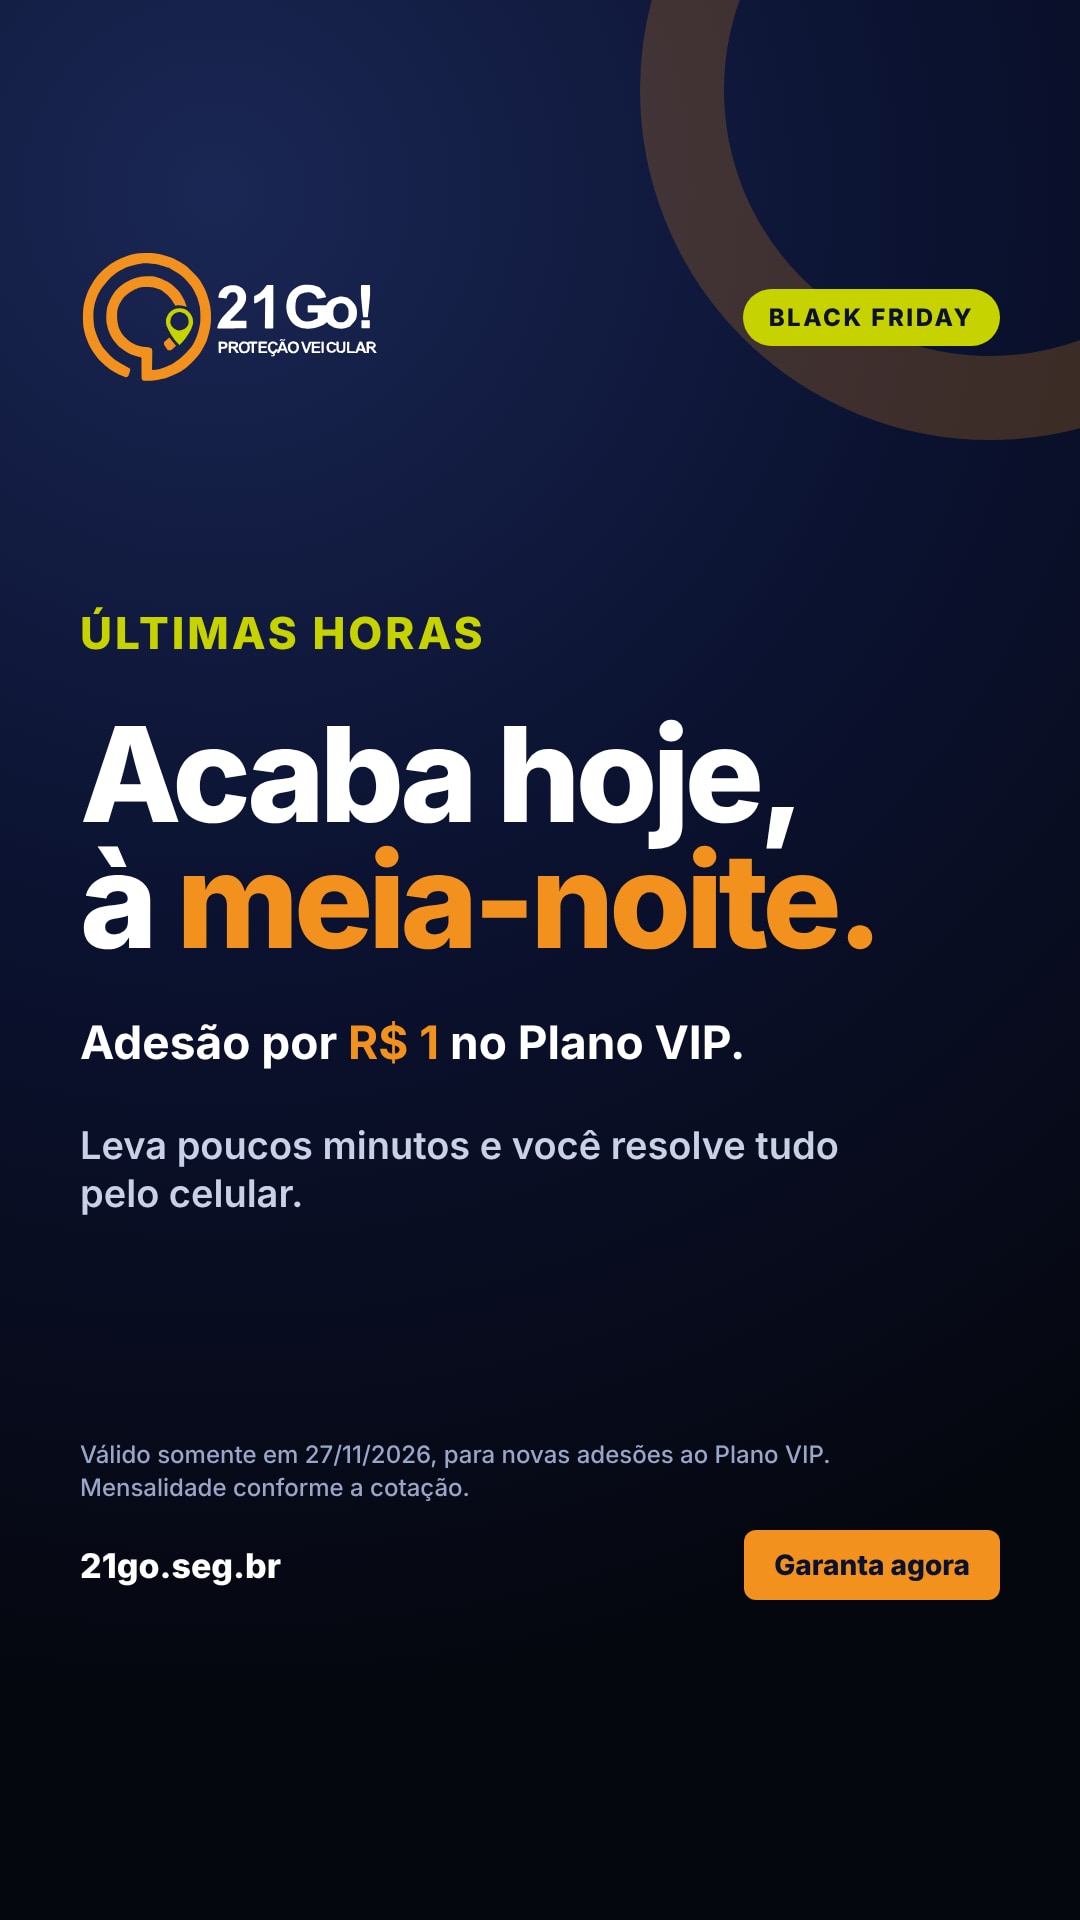 21Go!
PROTEÇÃO VEICULAR
BLACK FRIDAY
ÚLTIMAS HORAS
Acaba hoje,
à meia-noite.
Adesão por R$ 1 no Plano VIP.
Leva poucos minutos e você resolve tudo
pelo celular.
Válido somente em 27/11/2026, para novas adesões ao Plano VIP.
Mensalidade conforme a cotação.
21go.seg.br
Garanta agora